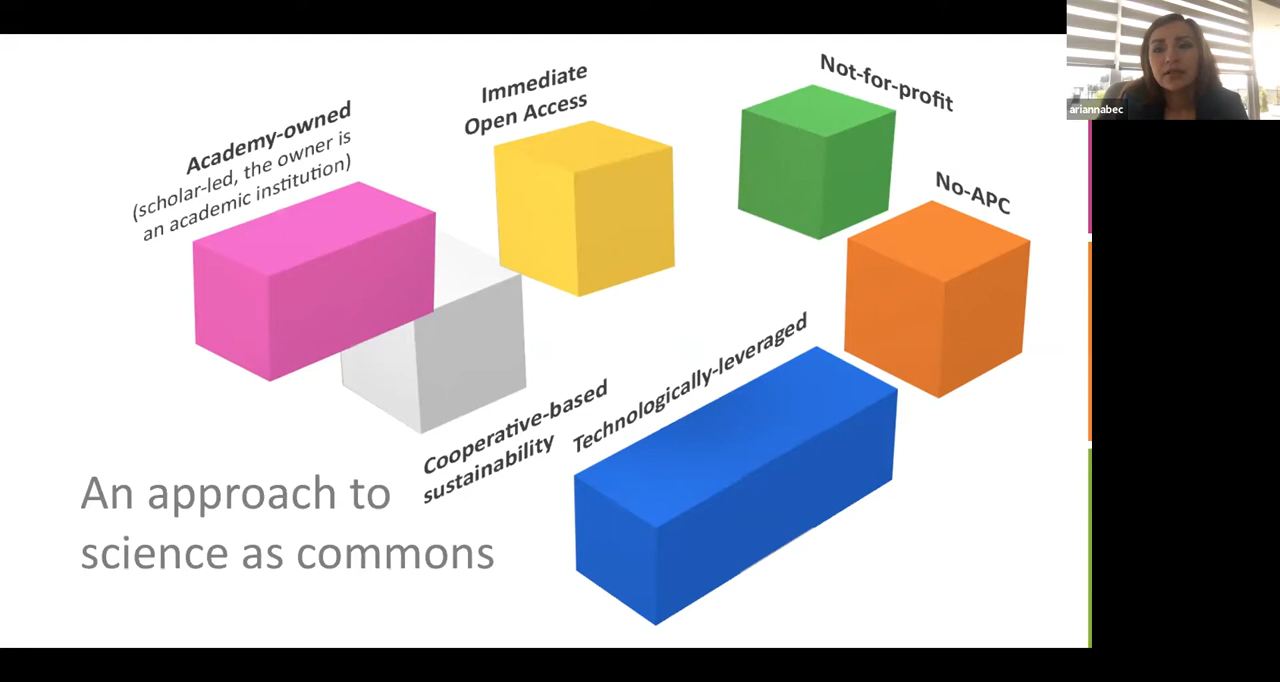 Academy-owned
(scholar-led, the owner is
an academic institution)
Immediate
Open Access
Not-for-profit
No-APC
Cooperative-based
sustainability
Technologically-leveraged
An approach to
science as commons
ariannabec